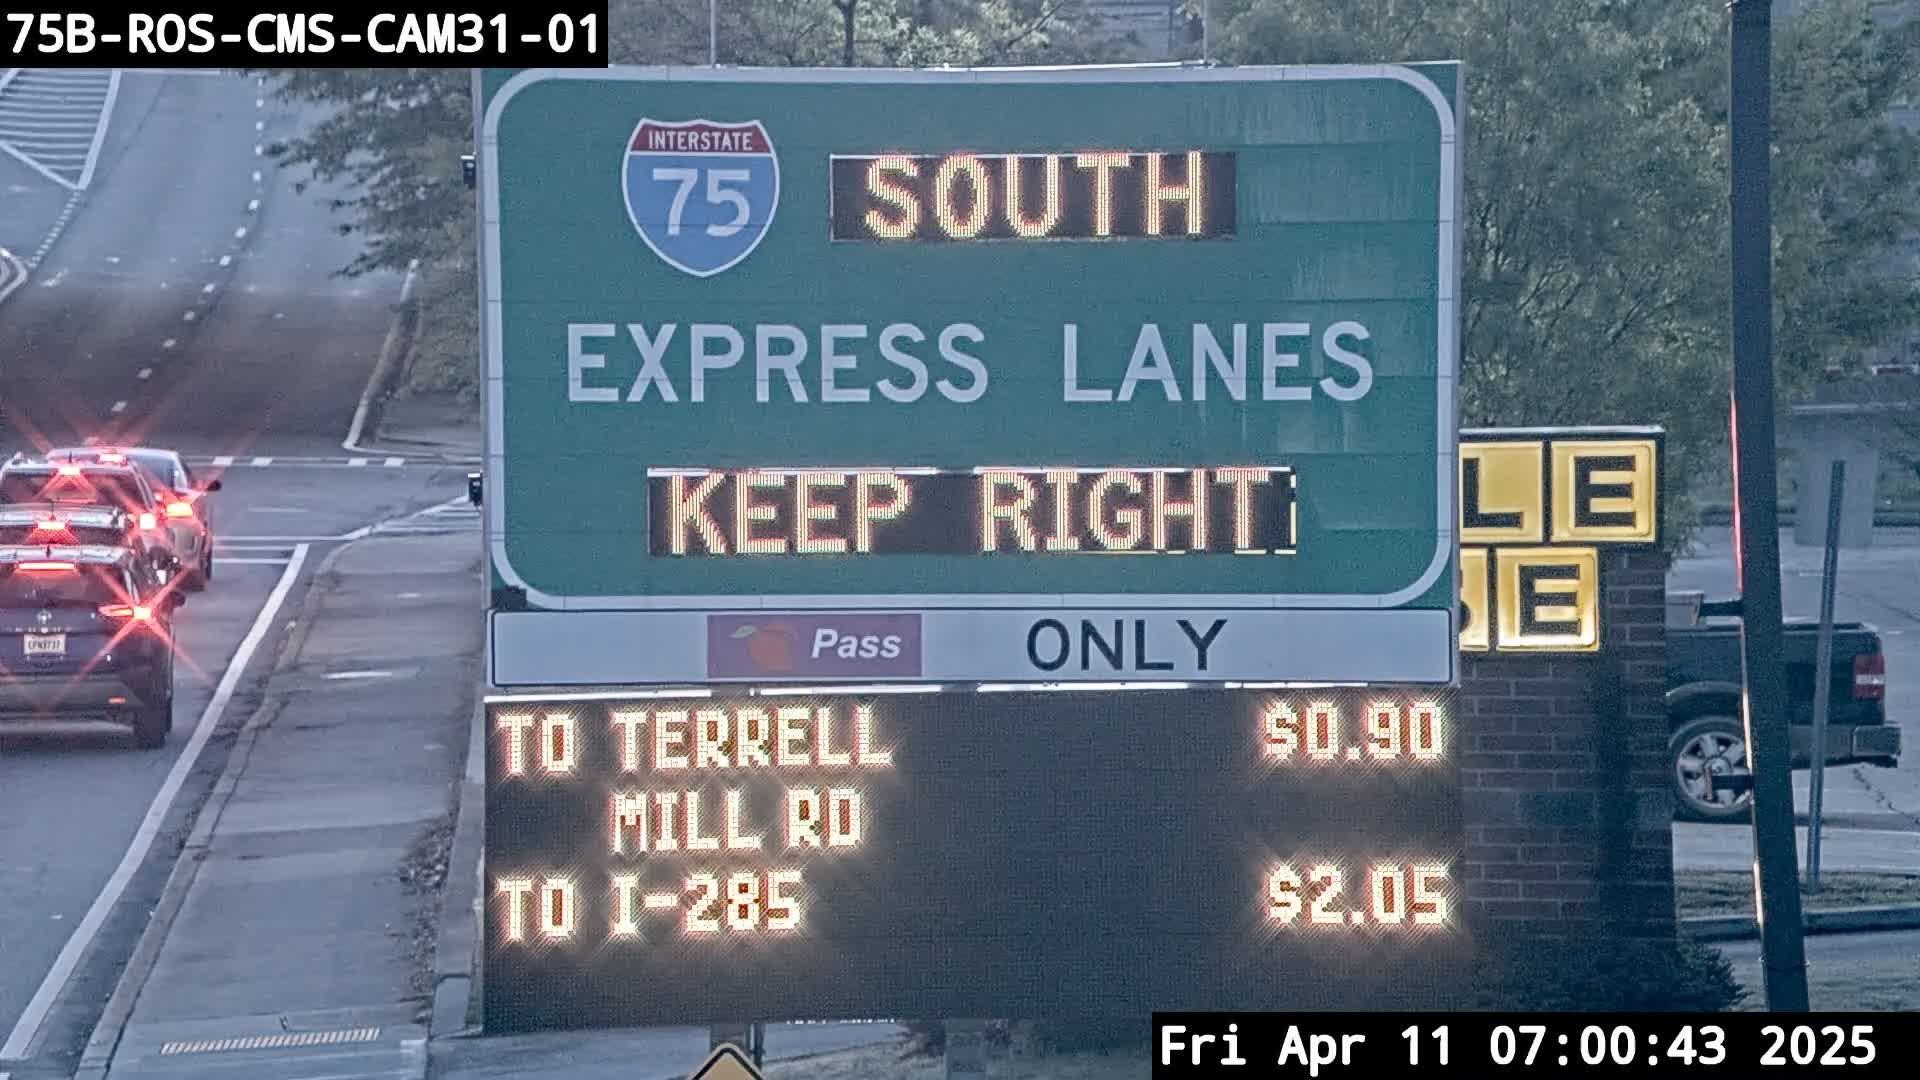 75B-ROS-CMS-CAM31-01
INTERSTATE
75
SOUTH
EXPRESS LANES
KEEP RIGHT
Pass ONLY
TO TERRELL $0.90
MILL RD
TO I-285 $2.05
LE
E
Fri Apr 11 07:00:43 2025